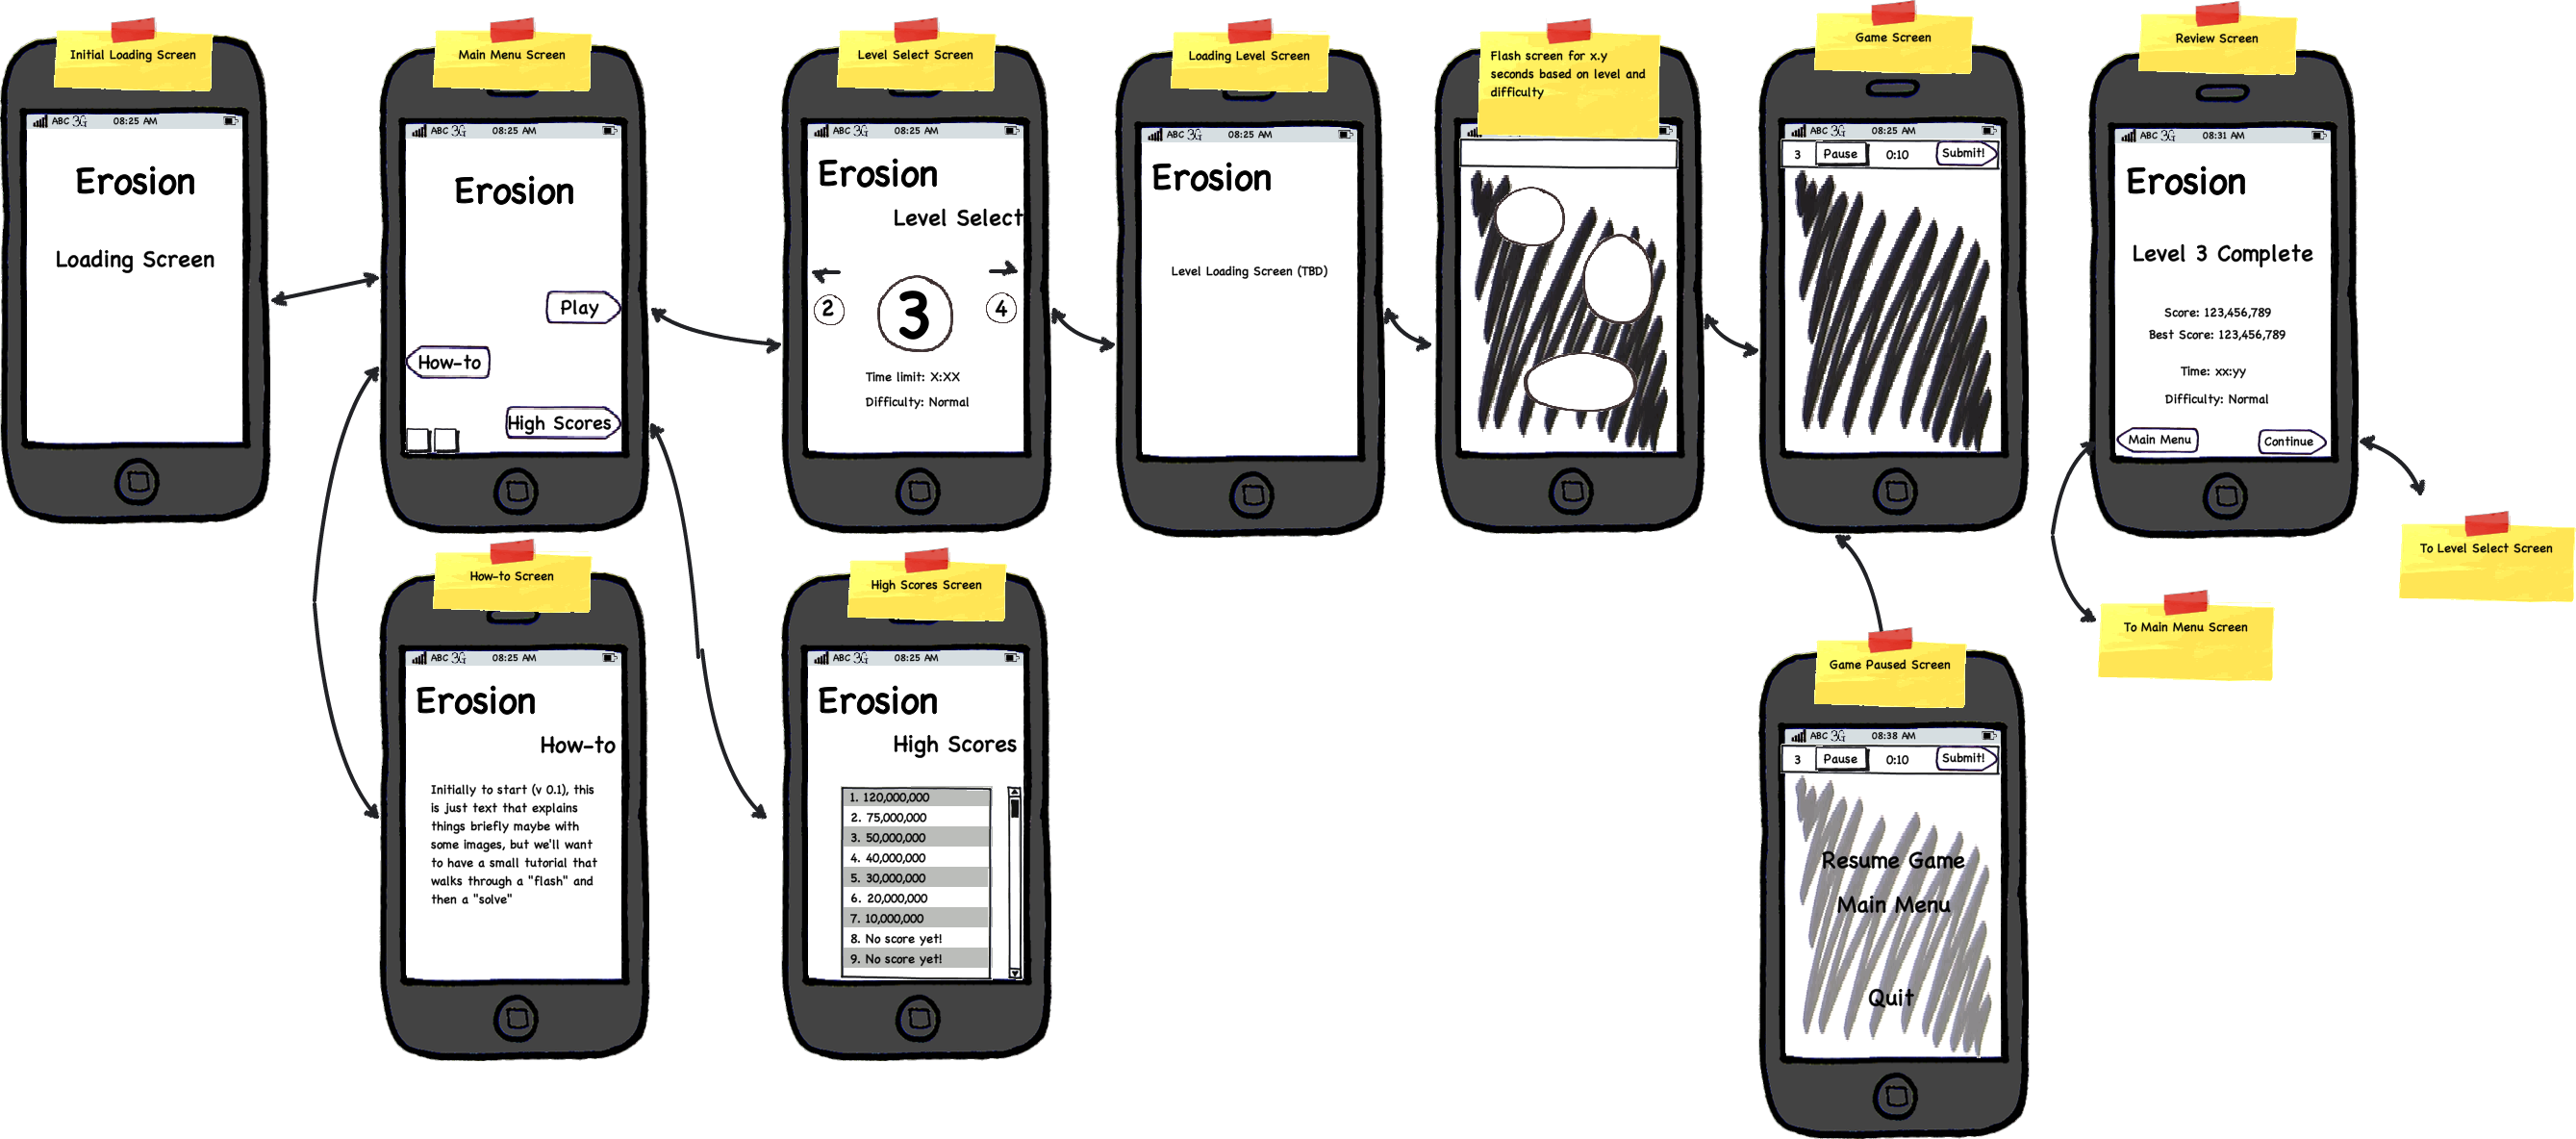 Initial Loading Screen
ABC 3G 08:25 AM
Erosion
Loading Screen
Main Menu Screen
ABC 3G 08:25 AM
Erosion
Play
How-to
High Scores
Level Select Screen
ABC 3G 08:25 AM
Erosion
Level Select
2
3
4
Time limit: X:XX
Difficulty: Normal
Loading Level Screen
ABC 3G 08:25 AM
Erosion
Level Loading Screen (TBD)
Flash screen for x.y
seconds based on level and
difficulty
Game Screen
ABC 3G 08:25 AM
3 Pause 0:10 Submit!
Review Screen
ABC 3G 08:31 AM
Erosion
Level 3 Complete
Score: 123,456,789
Best Score: 123,456,789
Time: xx:yy
Difficulty: Normal
Main Menu Continue
To Level Select Screen
To Main Menu Screen
How-to Screen
ABC 3G 08:25 AM
Erosion
How-to
Initially to start (v 0.1), this
is just text that explains
things briefly maybe with
some images, but we'll want
to have a small tutorial that
walks through a "flash" and
then a "solve"
High Scores Screen
ABC 3G 08:25 AM
Erosion
High Scores
1. 120,000,000
2. 75,000,000
3. 50,000,000
4. 40,000,000
5. 30,000,000
6. 20,000,000
7. 10,000,000
8. No score yet!
9. No score yet!
Game Paused Screen
ABC 3G 08:38 AM
3 Pause 0:10 Submit!
Resume Game
Main Menu
Quit